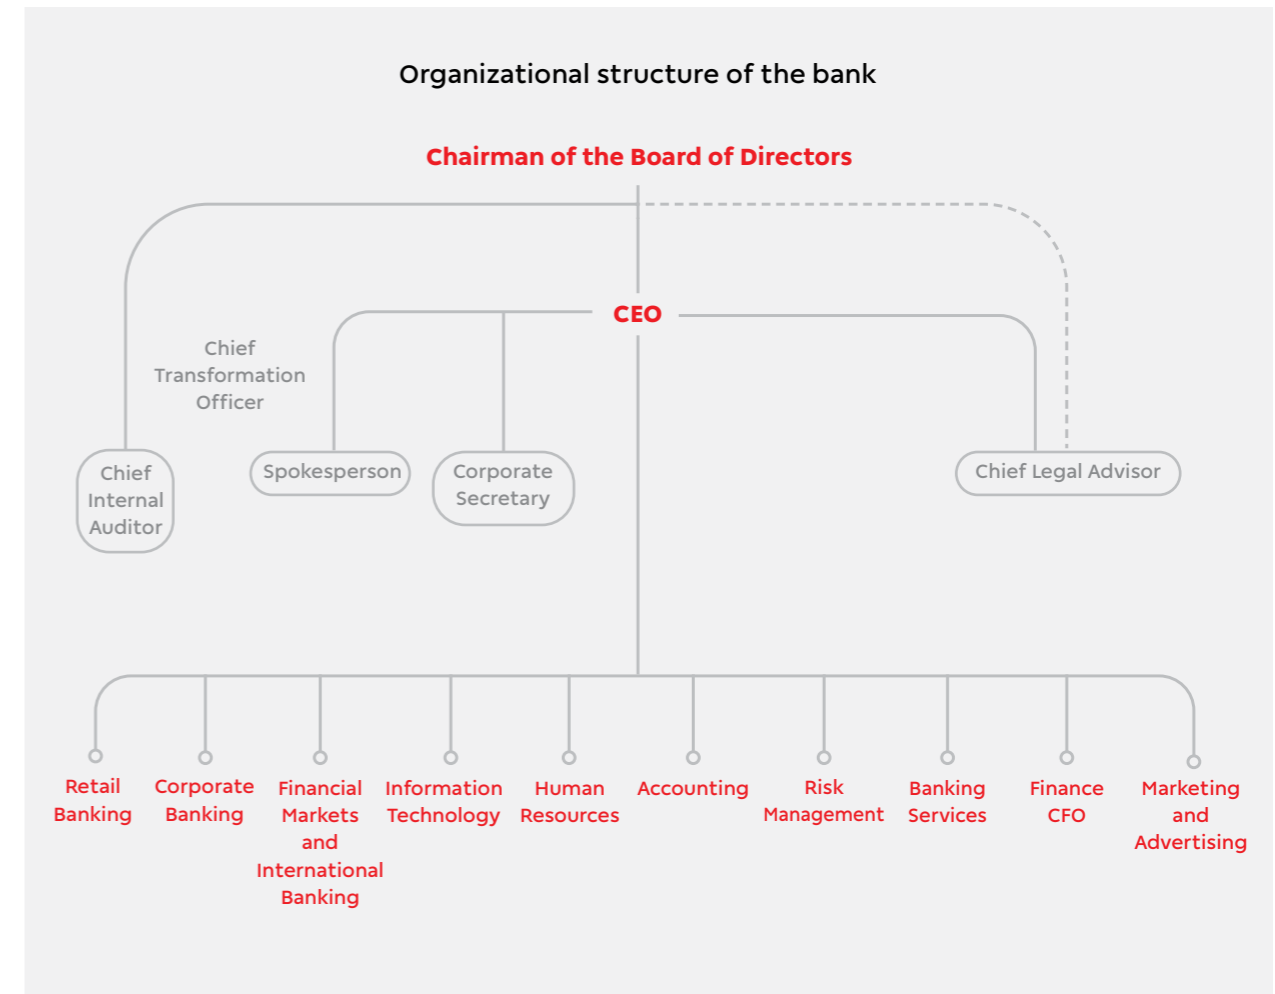 Organizational structure of the bank
Chairman of the Board of Directors
CEO
Chief
Transformation
Officer
Chief
Internal
Auditor
Spokesperson
Corporate
Secretary
Chief Legal Advisor
Retail
Banking
Corporate
Banking
Financial
Markets
and
International
Banking
Information
Technology
Human
Resources
Accounting
Risk
Management
Banking
Services
Finance
CFO
Marketing
and
Advertising